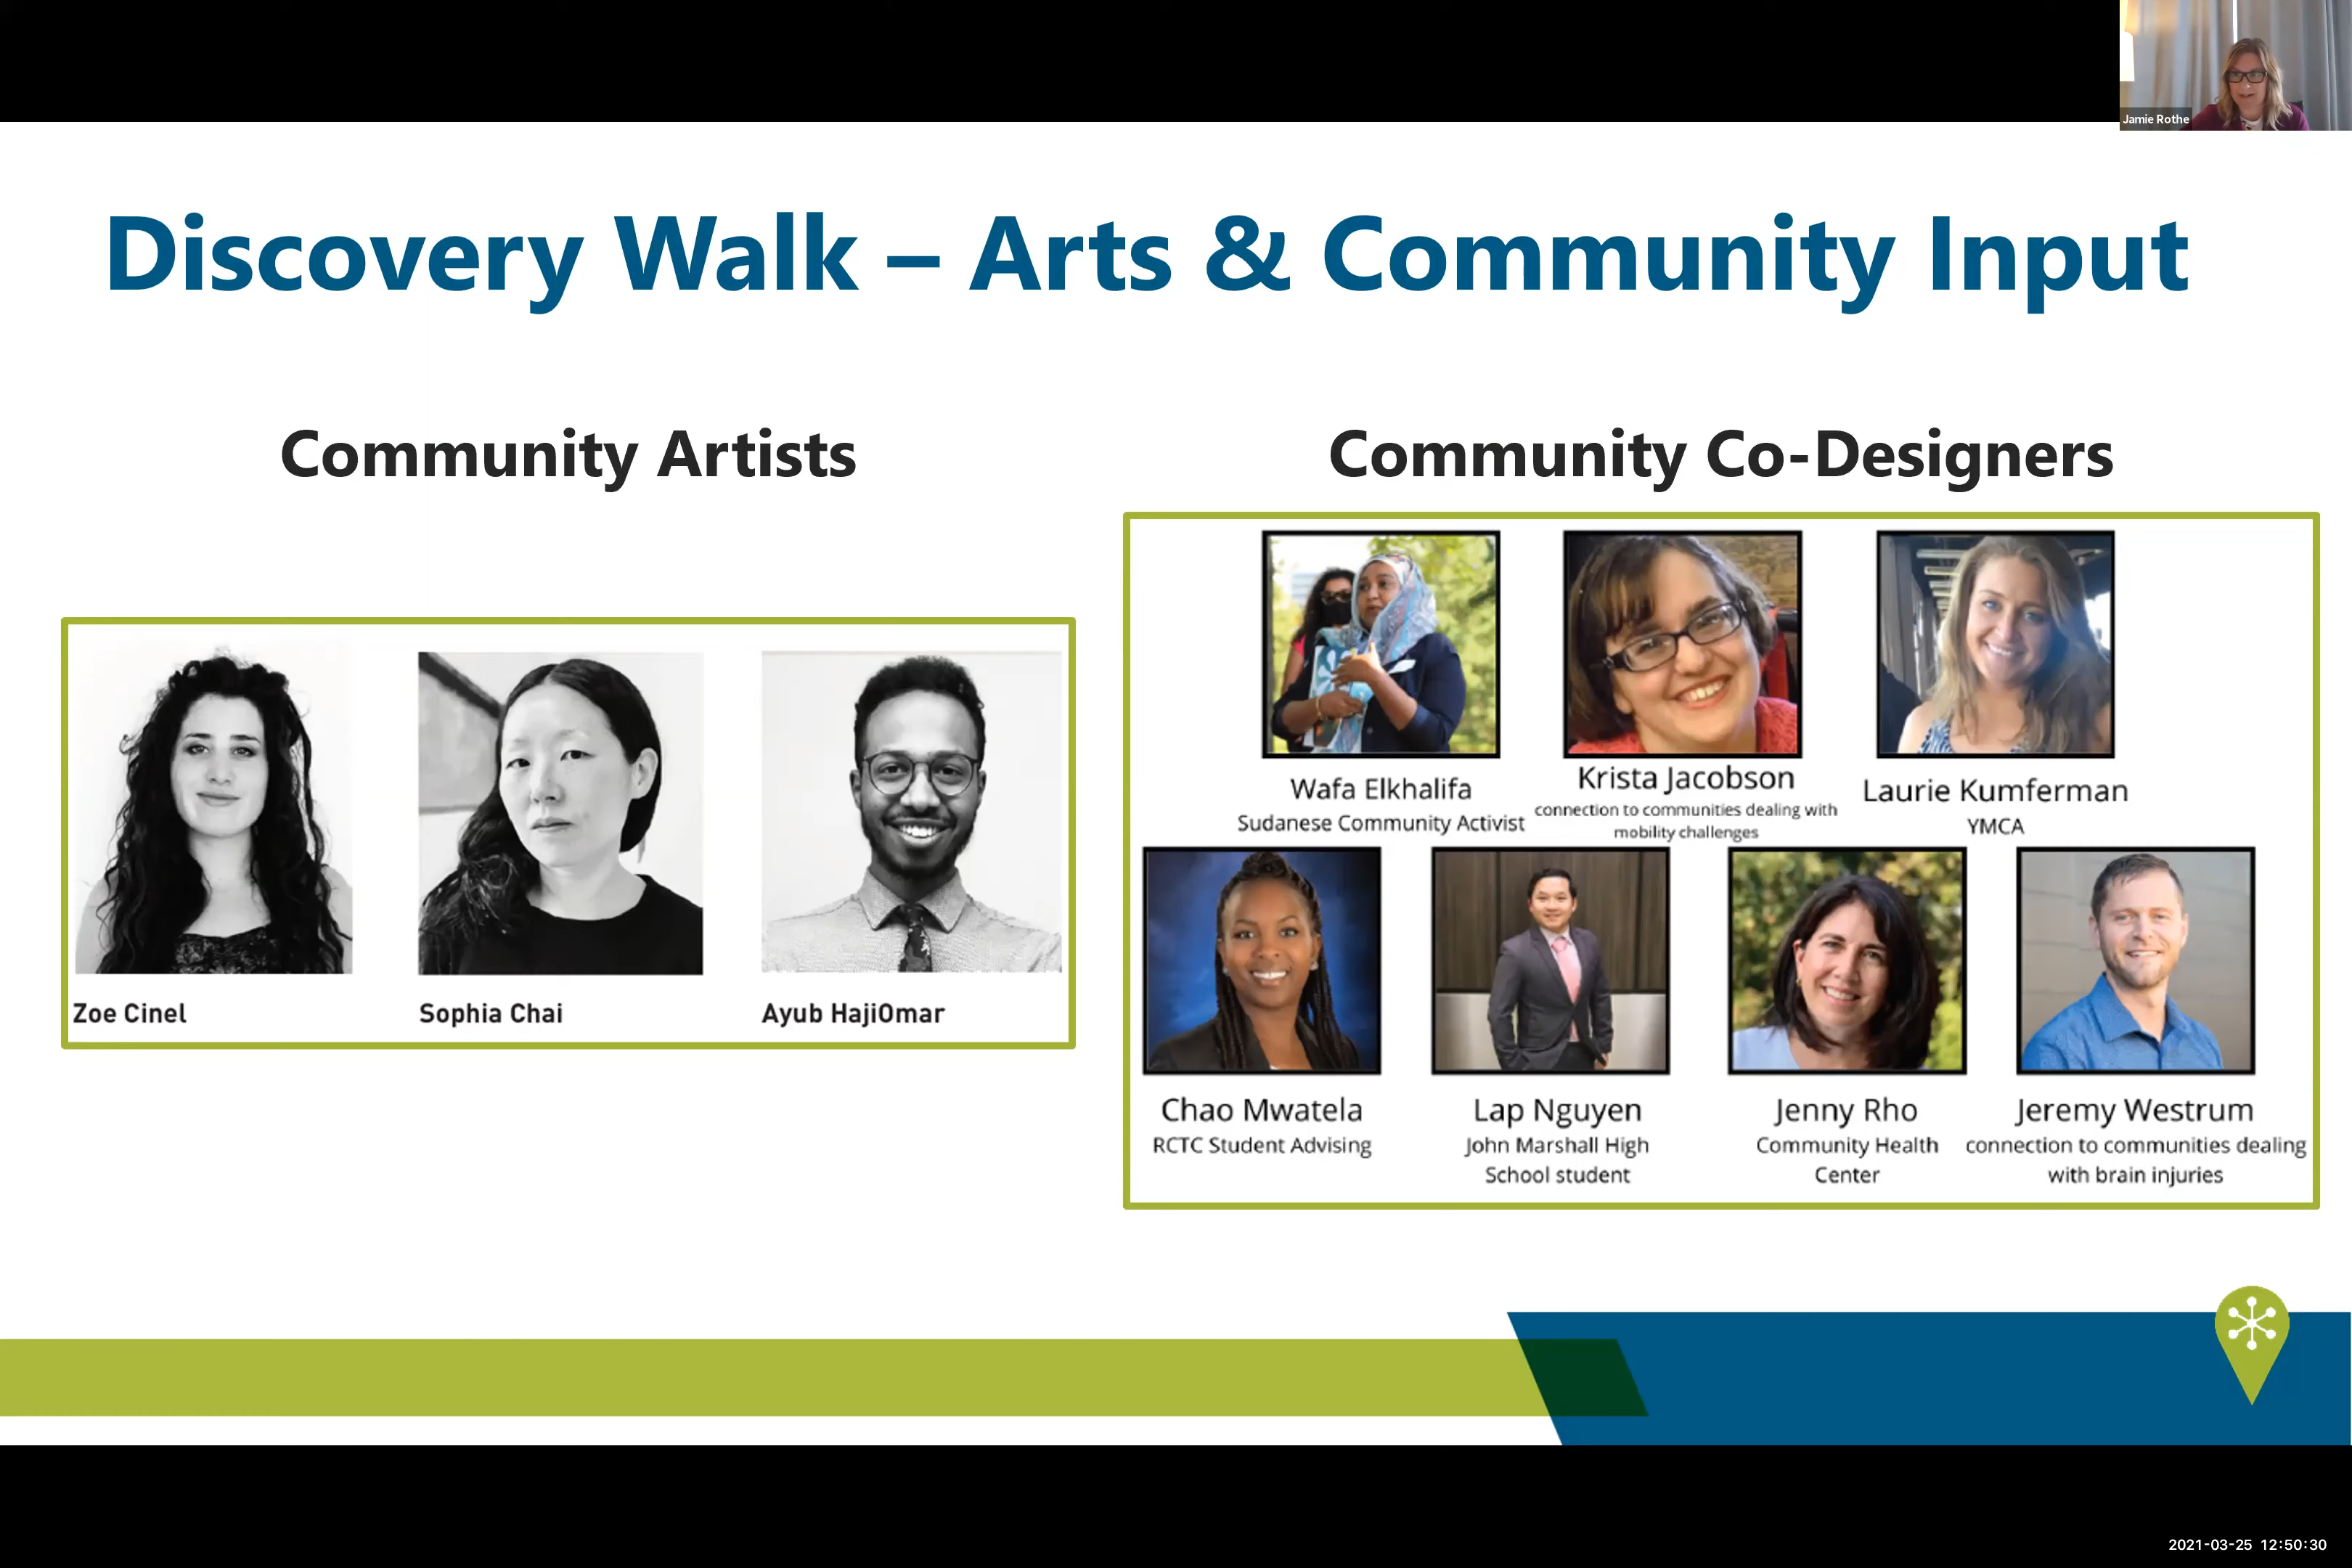 Jamie Rothe
Discovery Walk – Arts & Community Input
Community Artists
Zoe Cinel
Sophia Chai
Ayub HajiOmar
Community Co-Designers
Wafa Elkhalifa
Sudanese Community Activist
Krista Jacobson
connection to communities dealing with
mobility challenges
Laurie Kumferman
YMCA
Chao Mwatela
RCTC Student Advising
Lap Nguyen
John Marshall High
School student
Jenny Rho
Community Health
Center
Jeremy Westrum
connection to communities dealing
with brain injuries
2021-03-25 12:50:30